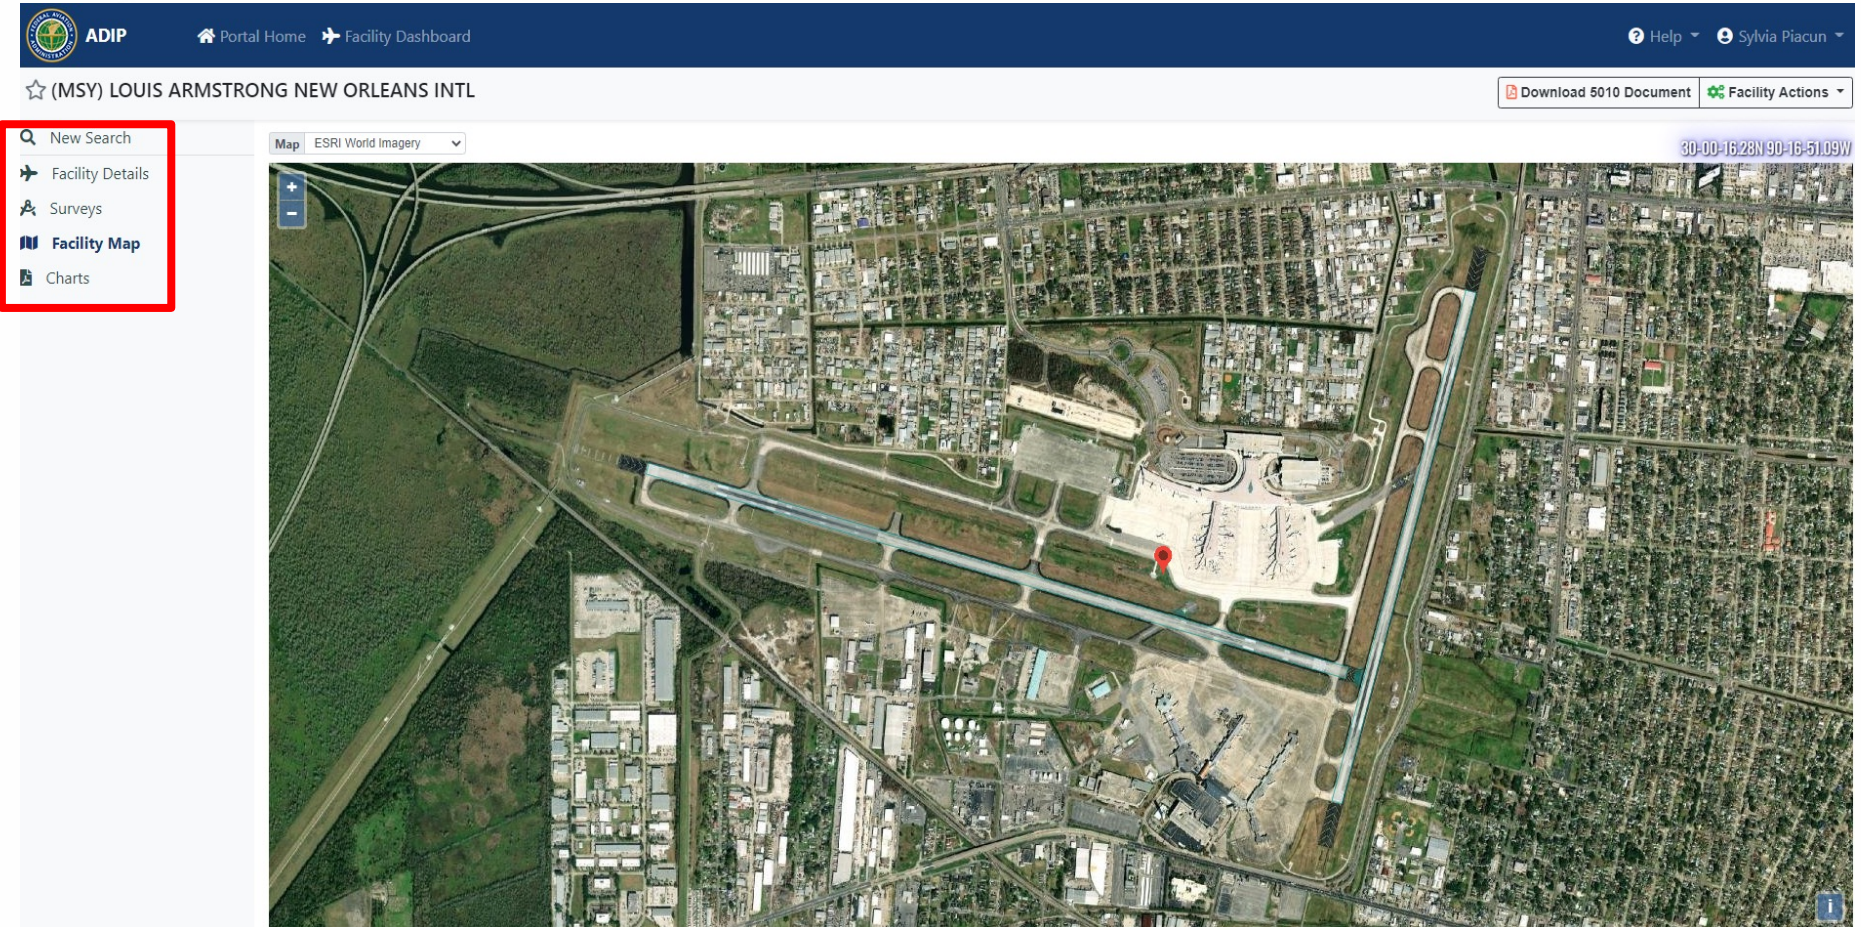 ADIP
Portal Home
Facility Dashboard
Help
Sylvia Piacun
(MSY) LOUIS ARMSTRONG NEW ORLEANS INTL
Download 5010 Document
Facility Actions
New Search
Facility Details
Surveys
Facility Map
Charts
Map
ESRI World Imagery
30-00-16.28N 90-16-51.09W
+
−
i